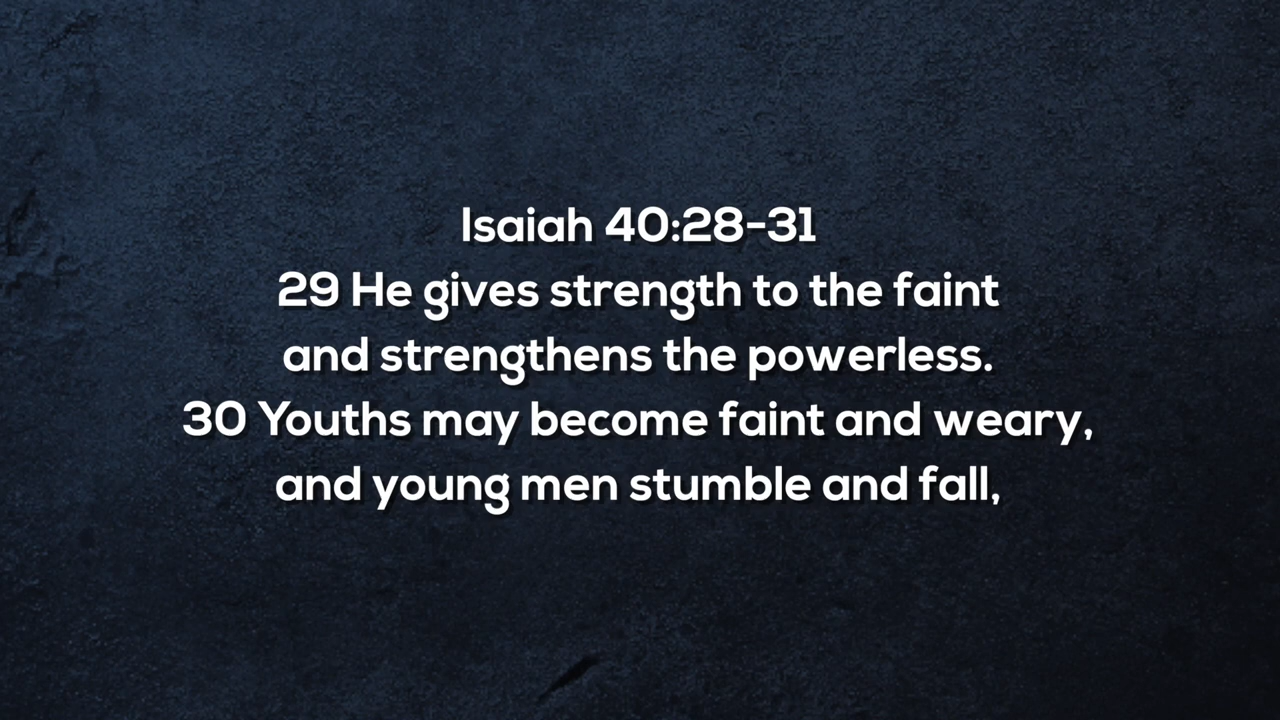 Isaiah 40:28-31
29 He gives strength to the faint
and strengthens the powerless.
30 Youths may become faint and weary,
and young men stumble and fall,